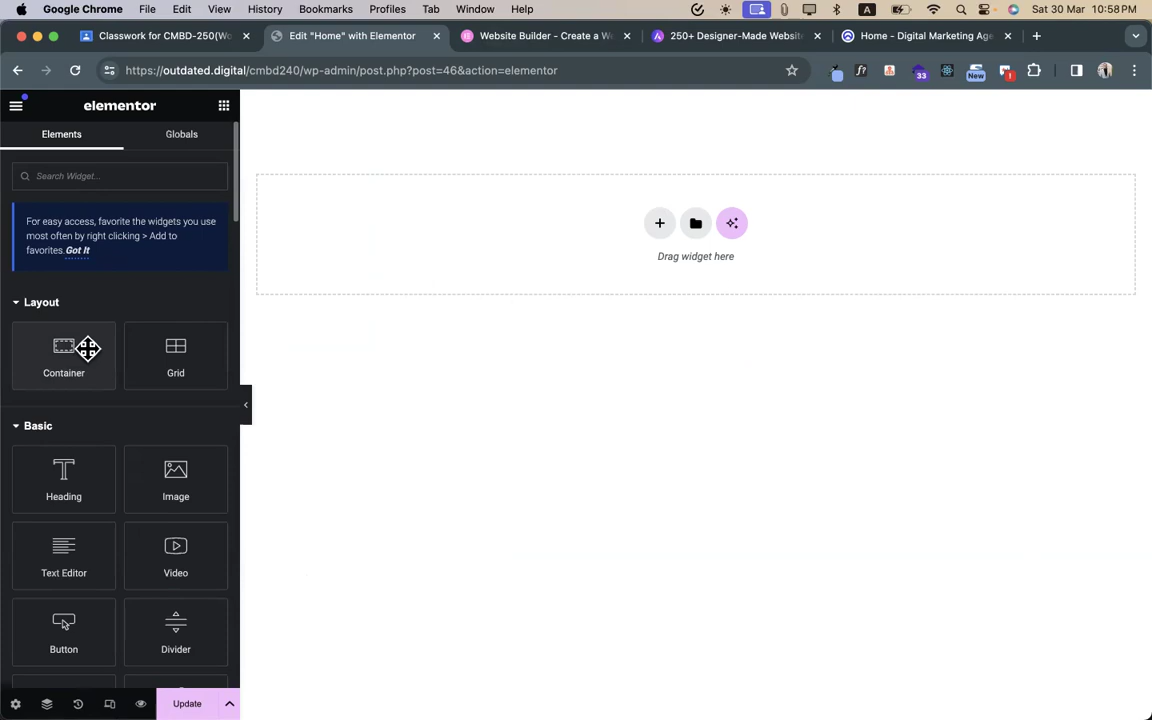 Google Chrome File Edit View History Bookmarks Profiles Tab Window Help A Sat 30 Mar 10:58 PM
Classwork for CMBD-250(Wo Edit "Home" with Elementor Website Builder - Create a W 250+ Designer-Made Website Home - Digital Marketing Age
https://outdated.digital/cmbd240/wp-admin/post.php?post=46&action=elementor f? 33 New
elementor
Elements Globals
Search Widget...
For easy access, favorite the widgets you use
most often by right clicking > Add to
favorites. Got It
Drag widget here
Layout
Container Grid
Basic
Heading Image
Text Editor Video
Button Divider
Update